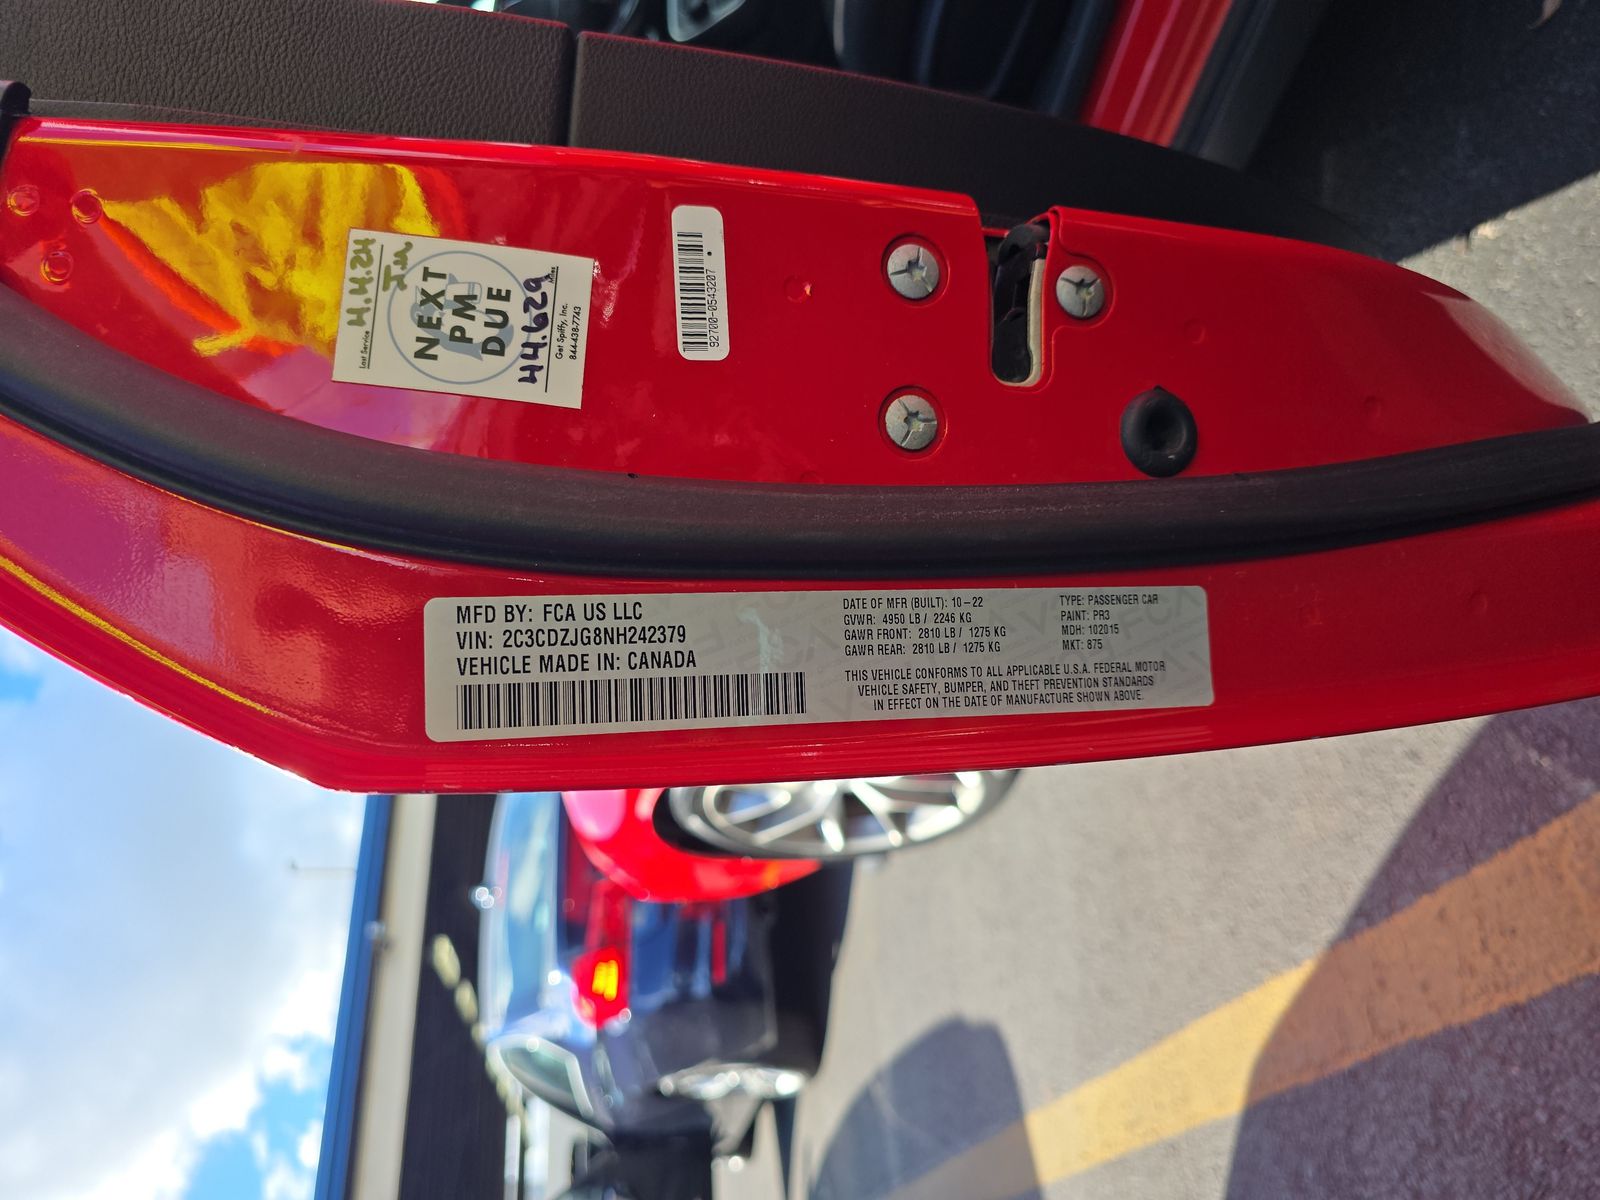 Last Service 4.4.24
Im
NEXT
PM
DUE
44.629
Miles
Get Spiffy, Inc.
844-438-7743
92700-0543207
MFD BY: FCA US LLC
VIN: 2C3CDZJG8NH242379
VEHICLE MADE IN: CANADA
DATE OF MFR (BUILT): 10-22
GVWR: 4950 LB / 2246 KG
GAWR FRONT: 2810 LB / 1275 KG
GAWR REAR: 2810 LB / 1275 KG
TYPE: PASSENGER CAR
PAINT: PR3
MDH: 102015
MKT: 875
THIS VEHICLE CONFORMS TO ALL APPLICABLE U.S.A. FEDERAL MOTOR
VEHICLE SAFETY, BUMPER, AND THEFT PREVENTION STANDARDS
IN EFFECT ON THE DATE OF MANUFACTURE SHOWN ABOVE.